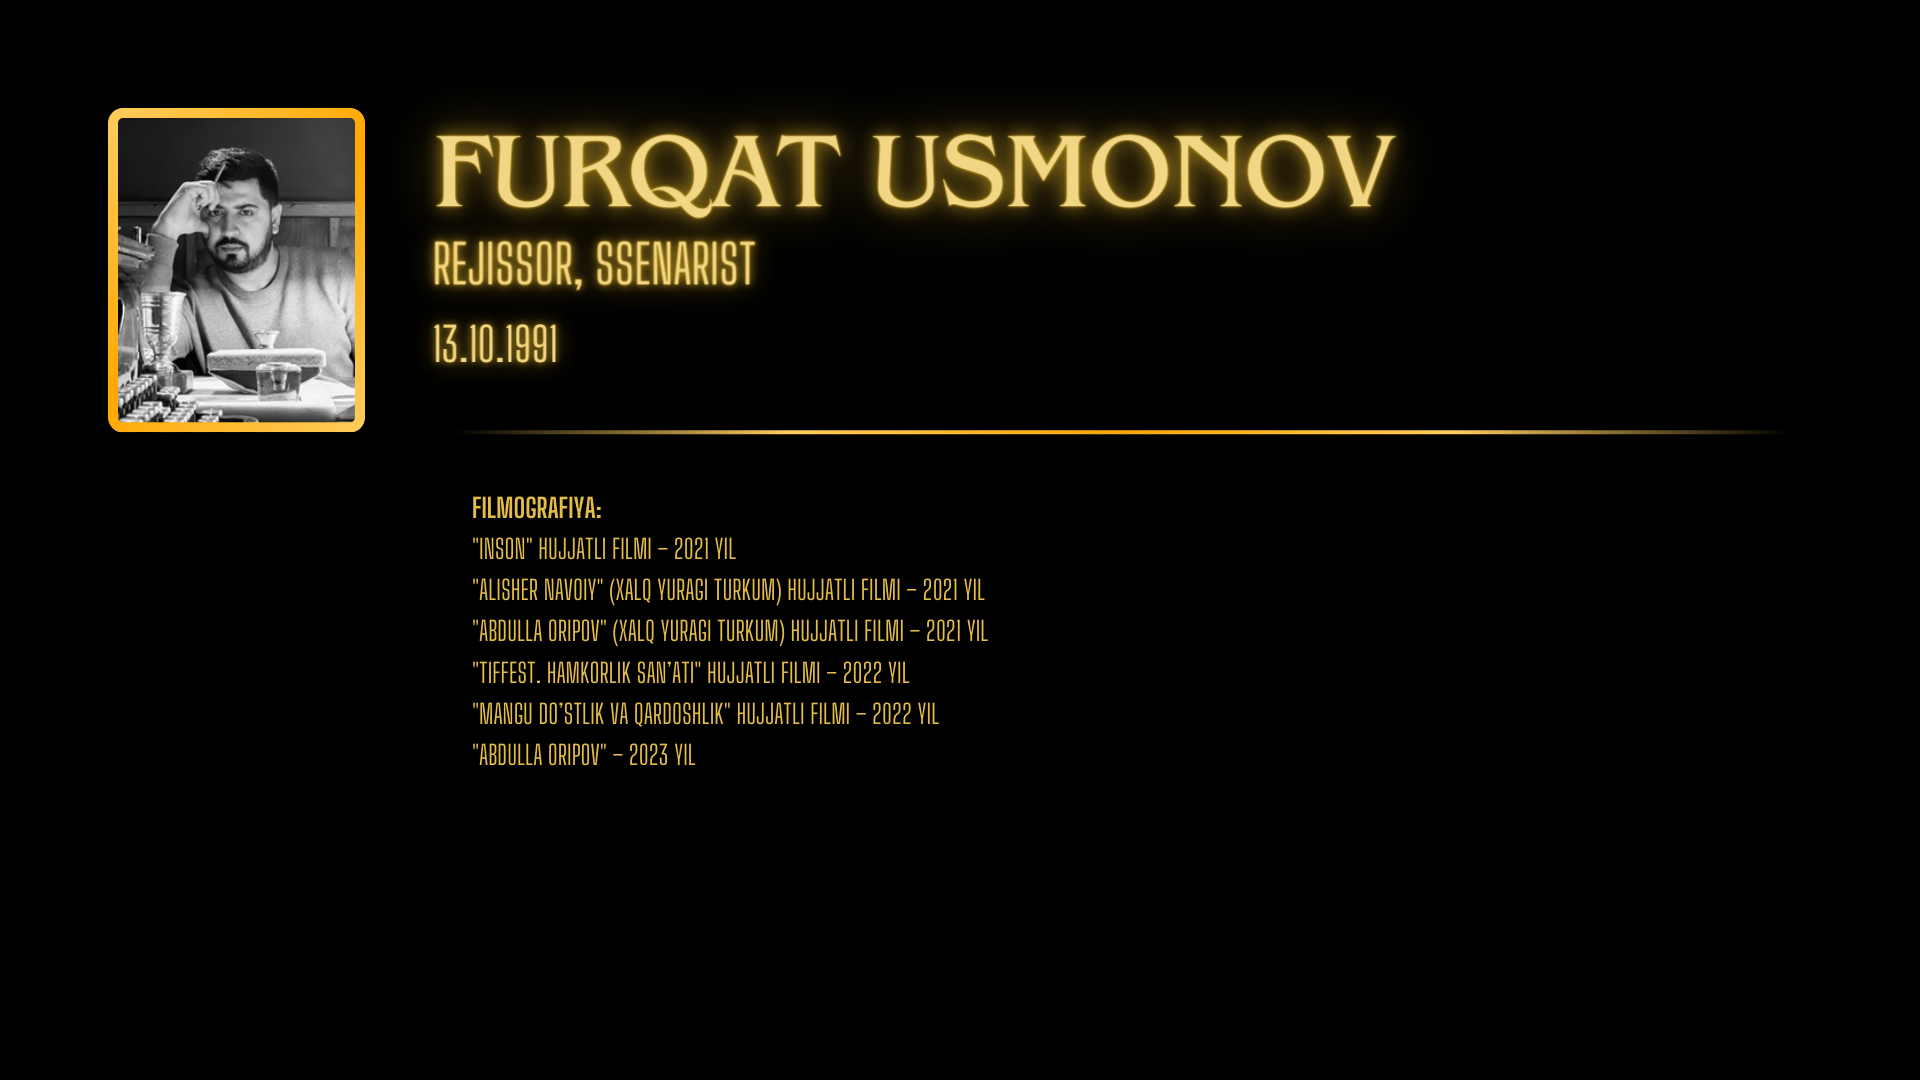 FURQAT USMONOV
REJISSOR, SSENARIST
13.10.1991
FILMOGRAFIYA:
"INSON" HUJJATLI FILMI – 2021 YIL
"ALISHER NAVOIY" (XALQ YURAGI TURKUM) HUJJATLI FILMI – 2021 YIL
"ABDULLA ORIPOV" (XALQ YURAGI TURKUM) HUJJATLI FILMI – 2021 YIL
"TIFFEST. HAMKORLIK SAN’ATI" HUJJATLI FILMI – 2022 YIL
"MANGU DO’STLIK VA QARDOSHLIK" HUJJATLI FILMI – 2022 YIL
"ABDULLA ORIPOV" – 2023 YIL